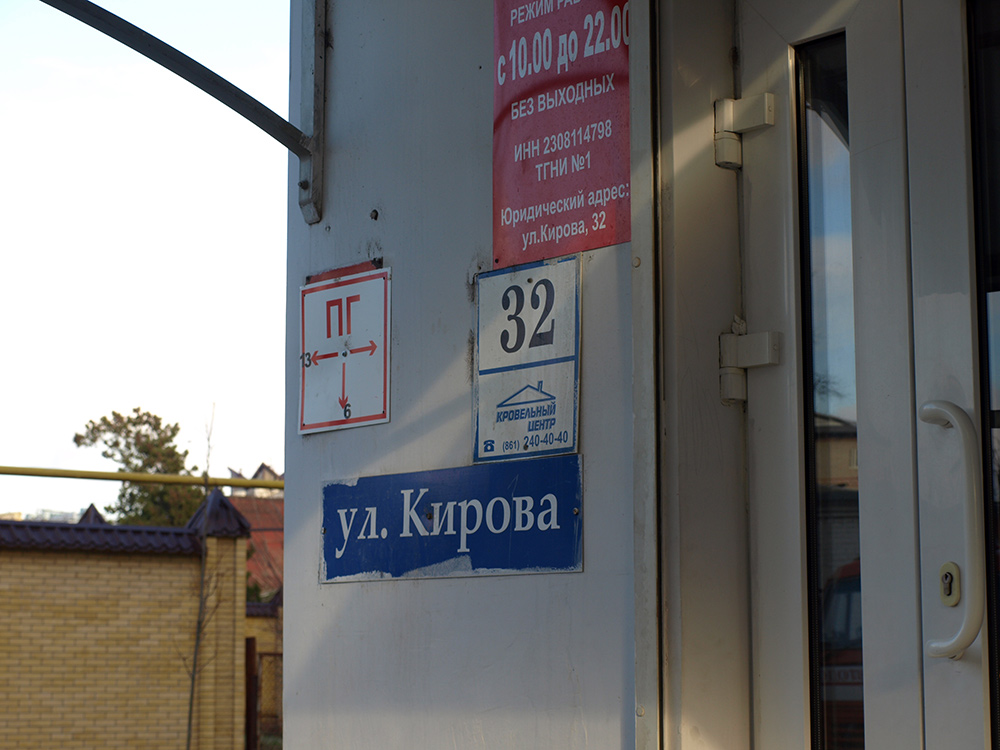 РЕЖИМ
с 10.00 до 22.00
БЕЗ ВЫХОДНЫХ
ИНН 2308114798
ТГНИ №1
Юридический адрес:
ул.Кирова, 32
ПГ
13
6
32
КРОВЕЛЬНЫЙ
ЦЕНТР
(861) 240-40-40
ул. Кирова